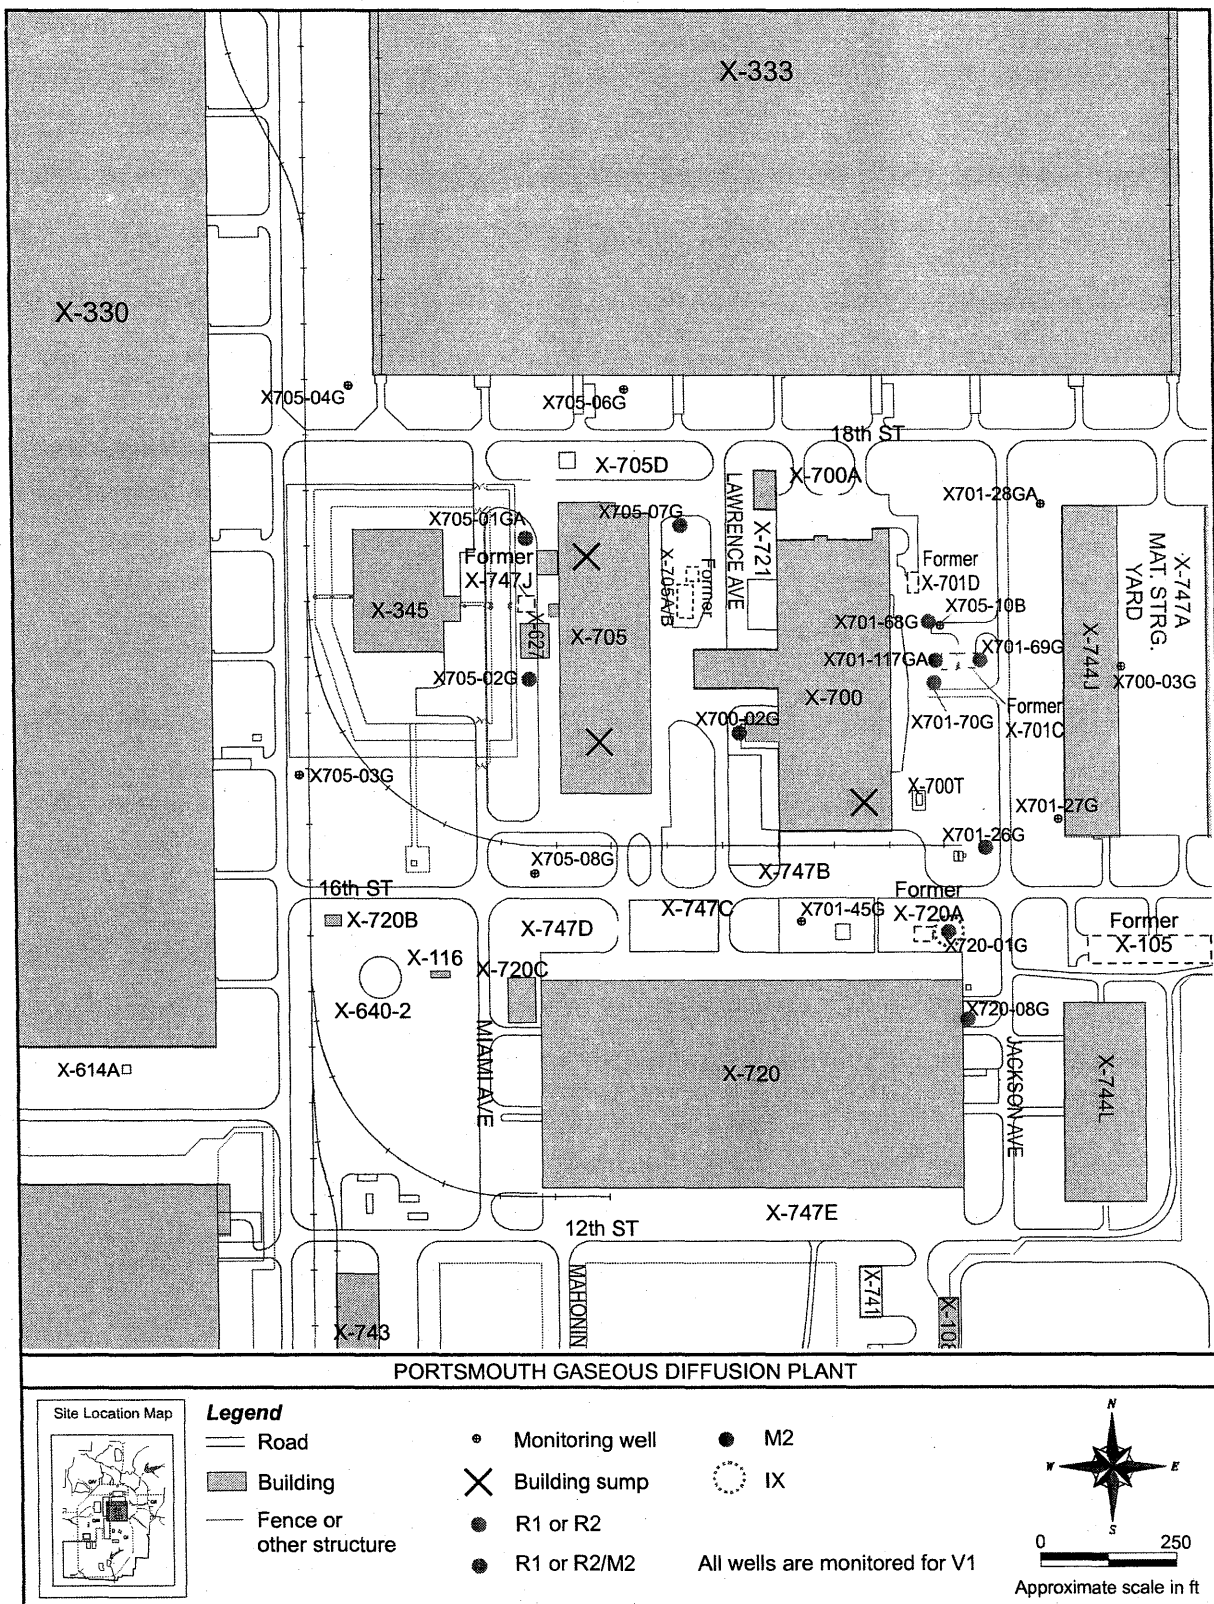 X-333
X-330
X705-04G
X705-06G
18th ST
X-705D
X-700A
LAWRENCE AVE
X-721
X701-28GA
X705-01GA
X705-07G
Former
X-747J
Former
X-705A/B
Former
X-701D
X-747A
MAT. STRG.
YARD
X-345
X-627
X-705
X701-68G
X705-10B
X701-117GA
X701-69G
X-744J
X705-02G
X-700
X700-03G
X700-02G
X701-70G
Former
X-701C
X705-03G
X-700T
X701-27G
X701-26G
X705-08G
X-747B
16th ST
X-720B
X-747D
X-747C
X701-45G
Former
X-720A
X720-01G
Former
X-105
X-116
X-720C
X-640-2
X720-08G
X-614A
MIAMI AVE
X-720
JACKSON AVE
X-744L
X-747E
12th ST
MAHONIN
X-741
X-743
PORTSMOUTH GASEOUS DIFFUSION PLANT
Site Location Map
Legend
Road
Building
Fence or
other structure
Monitoring well
Building sump
R1 or R2
R1 or R2/M2
M2
IX
All wells are monitored for V1
N
W
E
S
0 250
Approximate scale in ft